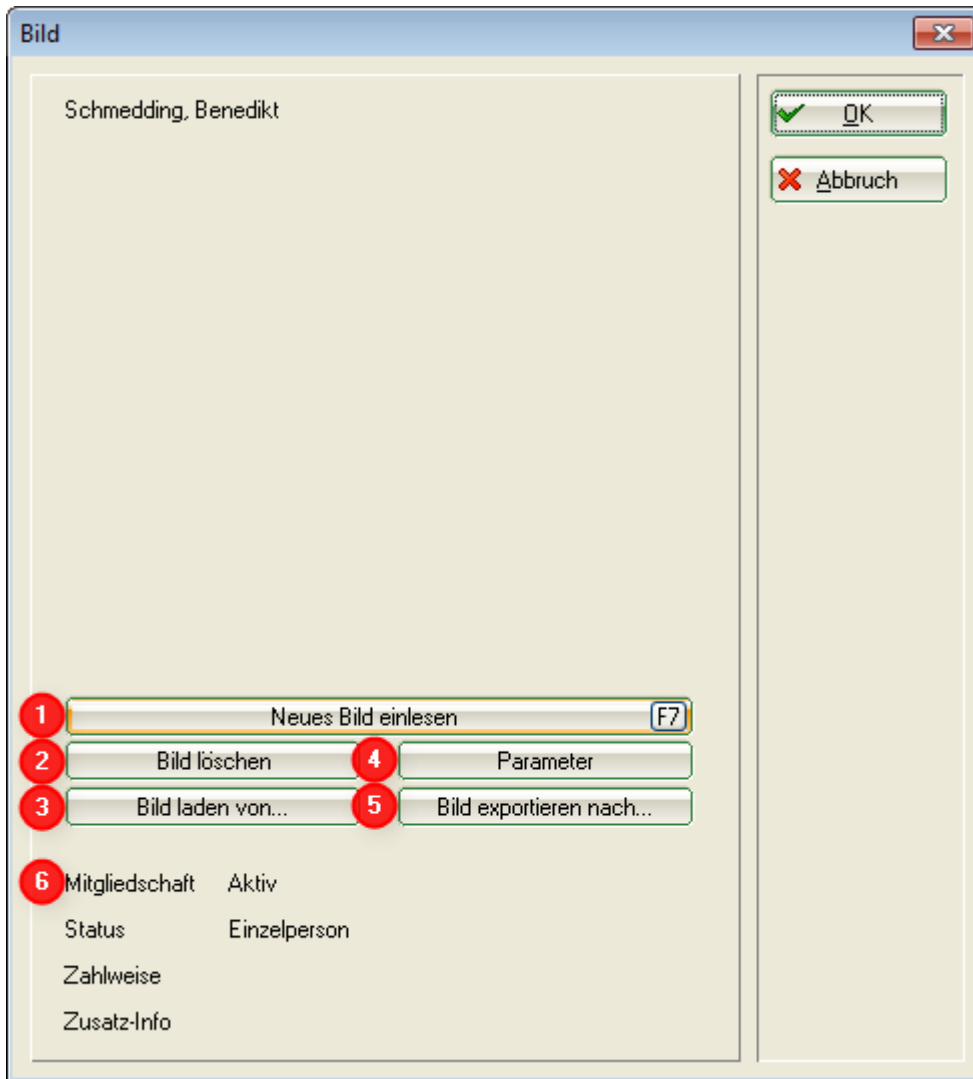 Bild
Schmedding, Benedikt
OK
Abbruch
1 Neues Bild einlesen F7
2 Bild löschen 4 Parameter
3 Bild laden von... 5 Bild exportieren nach...
6 Mitgliedschaft Aktiv
Status Einzelperson
Zahlweise
Zusatz-Info